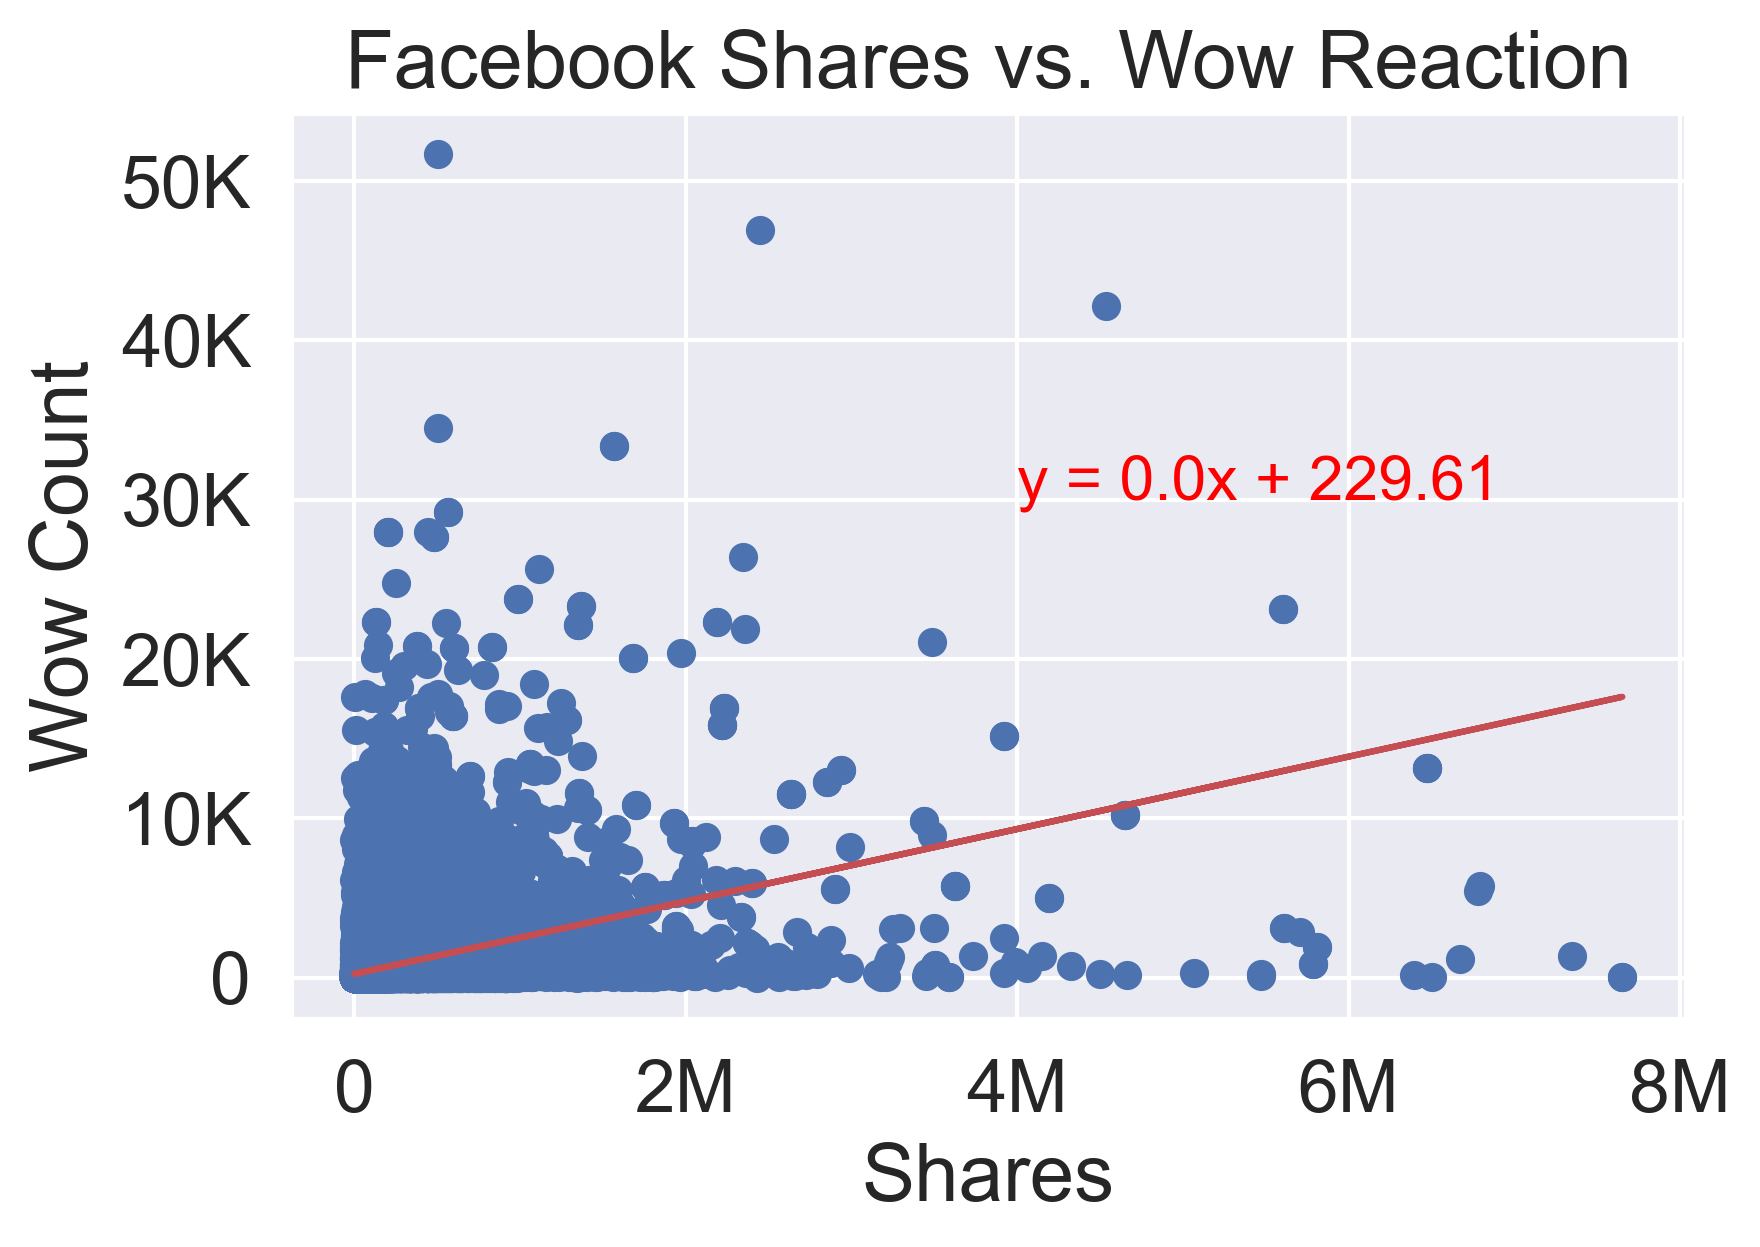 Facebook Shares vs. Wow Reaction
50K
40K
30K
20K
10K
0
Wow Count
y = 0.0x + 229.61
0 2M 4M 6M 8M
Shares